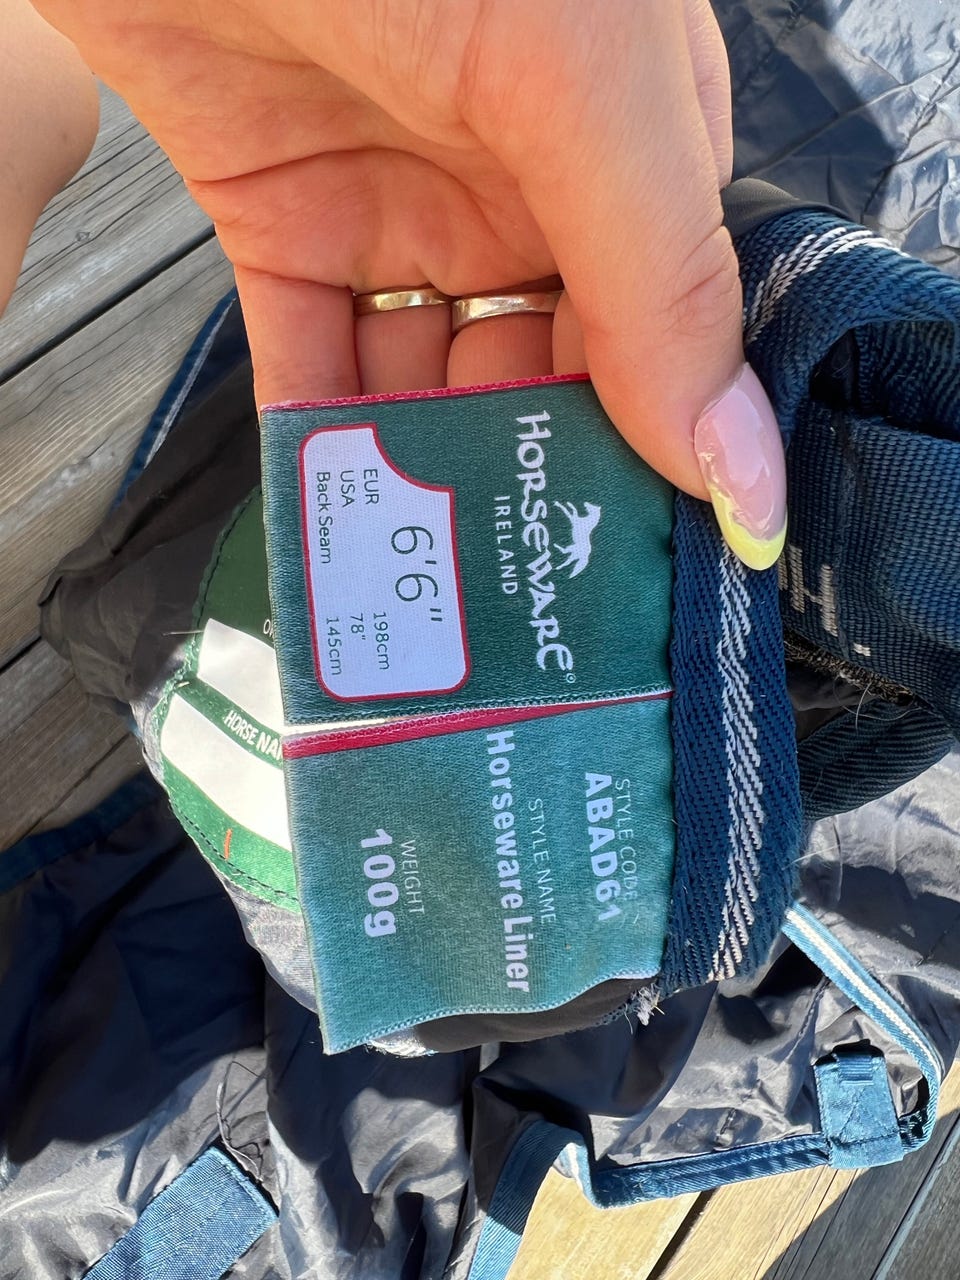 HORSEWARE®
IRELAND
6'6"
EUR 198cm
USA 78"
Back Seam 145cm
STYLE CODE
ABAD61
STYLE NAME
Horseware Liner
WEIGHT
100g
HORSE
H